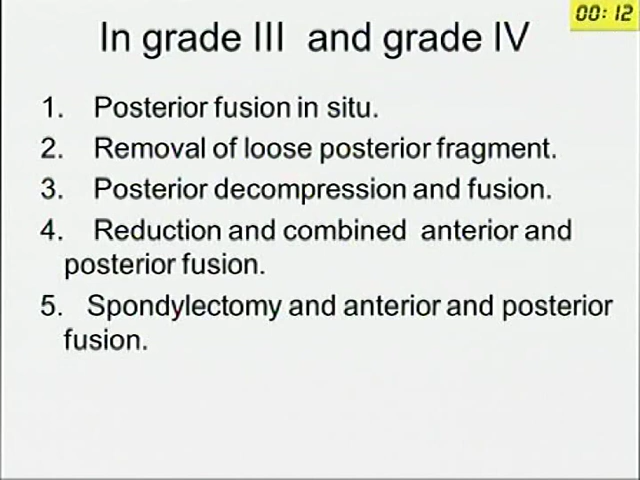 00:12
In grade III and grade IV
1. Posterior fusion in situ.
2. Removal of loose posterior fragment.
3. Posterior decompression and fusion.
4. Reduction and combined anterior and
posterior fusion.
5. Spondylectomy and anterior and posterior
fusion.